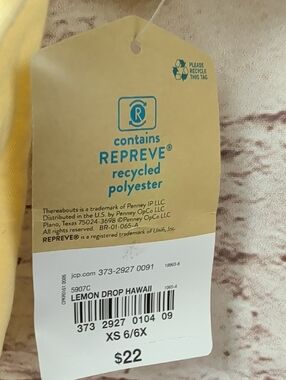 PLEASE
RECYCLE
THIS TAG
R
contains
REPREVE®
recycled
polyester
Thereabouts is a trademark of Penney IP LLC
Distributed in the U.S. by Penney OpCo LLC
Plano, Texas 75024-3698 ©Penney OpCo LLC
All rights reserved. BR-01-065-A
REPREVE® is a registered trademark of Unifi, Inc.
jcp.com 373-2927 0091
5907C
LEMON DROP HAWAII
373 2927 0104 09
XS 6/6X
$22